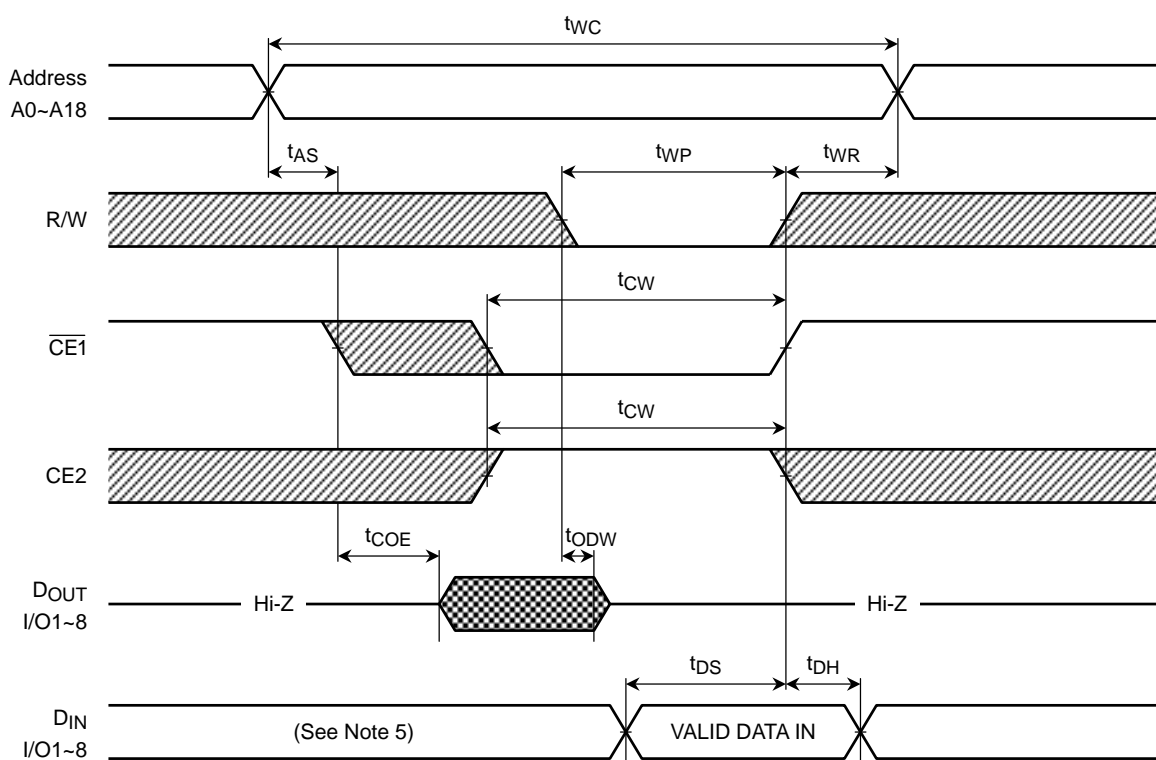 tWC
Address
A0~A18
tAS
tWP
tWR
R/W
tCW
CE1
tCW
CE2
tCOE
tODW
DOUT
I/O1~8
Hi-Z
Hi-Z
tDS
tDH
DIN
I/O1~8
(See Note 5)
VALID DATA IN